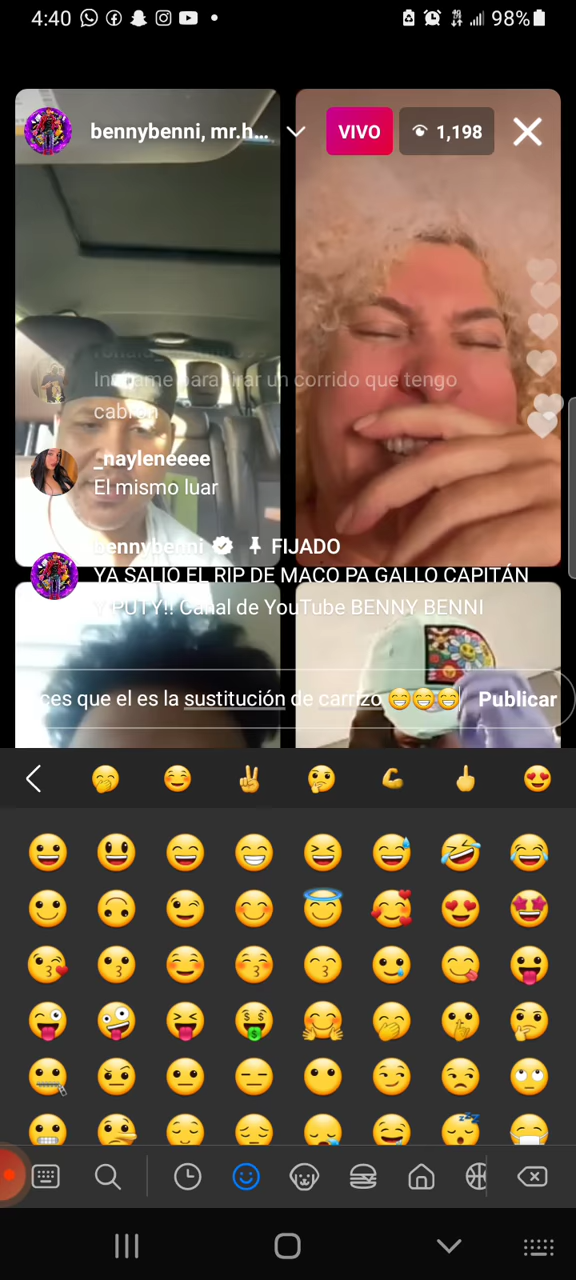 4:40
98%
bennybenni, mr.h...
VIVO
1,198
para tirar un corrido que tengo
cabrón
_nayleneeee
El mismo luar
bennybenni FIJADO
YA SALIO EL RIP DE MACO PA GALLO CAPITÁN
Y PUTY!! Canal de YouTube BENNY BENNI
ces que el es la sustitución de carrizo 😁😁😁 Publicar